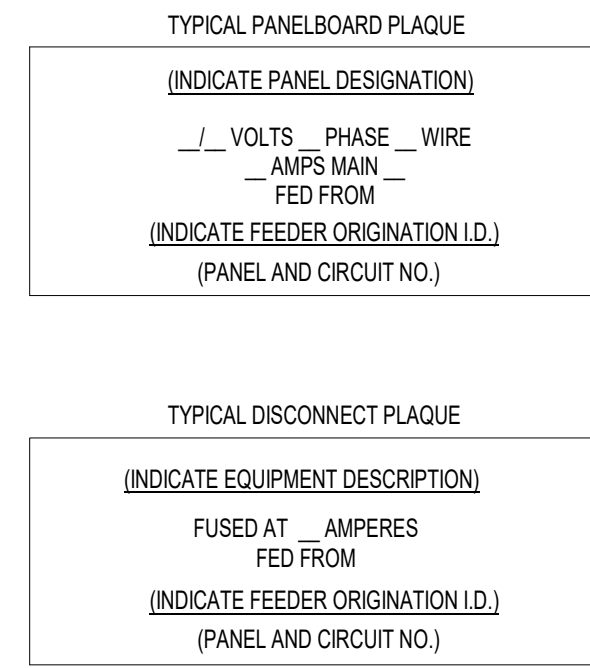 TYPICAL PANELBOARD PLAQUE
(INDICATE PANEL DESIGNATION)
__/__ VOLTS __ PHASE __ WIRE
__ AMPS MAIN __
FED FROM
(INDICATE FEEDER ORIGINATION I.D.)
(PANEL AND CIRCUIT NO.)
TYPICAL DISCONNECT PLAQUE
(INDICATE EQUIPMENT DESCRIPTION)
FUSED AT __ AMPERES
FED FROM
(INDICATE FEEDER ORIGINATION I.D.)
(PANEL AND CIRCUIT NO.)